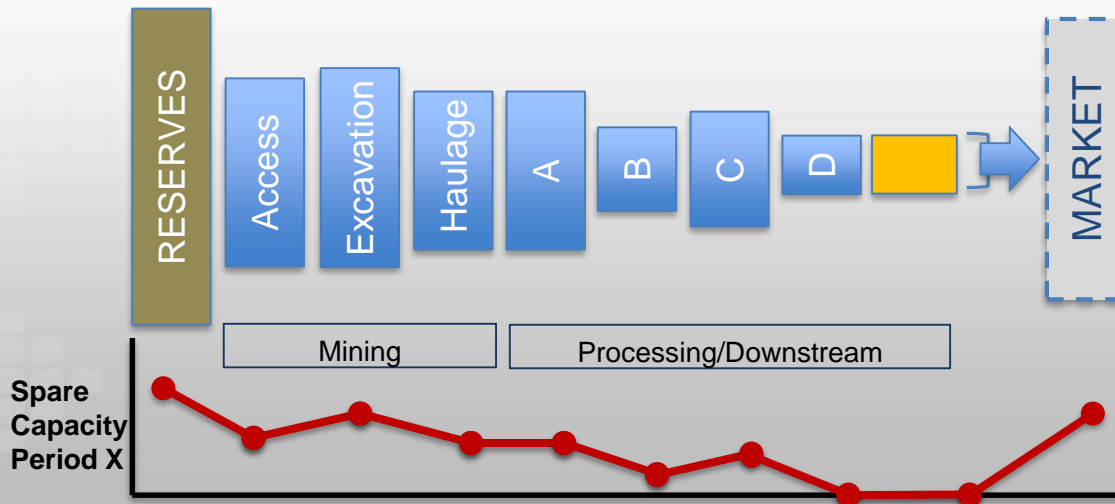 RESERVES
Access
Excavation
Haulage
A
B
C
D
MARKET
Mining
Processing/Downstream
Spare
Capacity
Period X